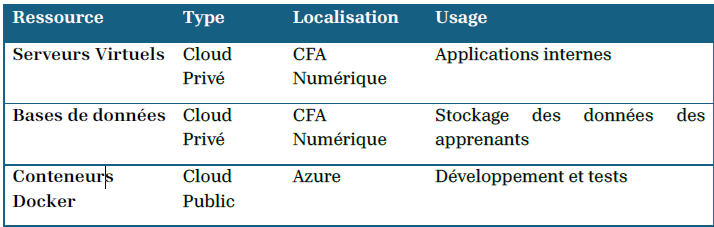 Ressource Type Localisation Usage
Serveurs Virtuels Cloud CFA Applications internes
Privé Numérique
Bases de données Cloud CFA Stockage des données des
Privé Numérique apprenants
Conteneurs Cloud Azure Développement et tests
Docker Public